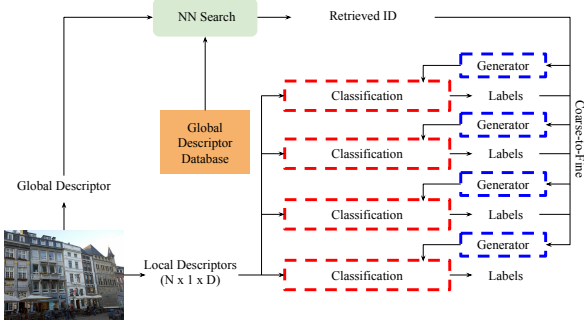 NN Search
Retrieved ID
Generator
Classification
Labels
Generator
Classification
Labels
Generator
Classification
Labels
Generator
Classification
Labels
Coarse-to-Fine
Global
Descriptor
Database
Global Descriptor
Local Descriptors
(N x 1 x D)